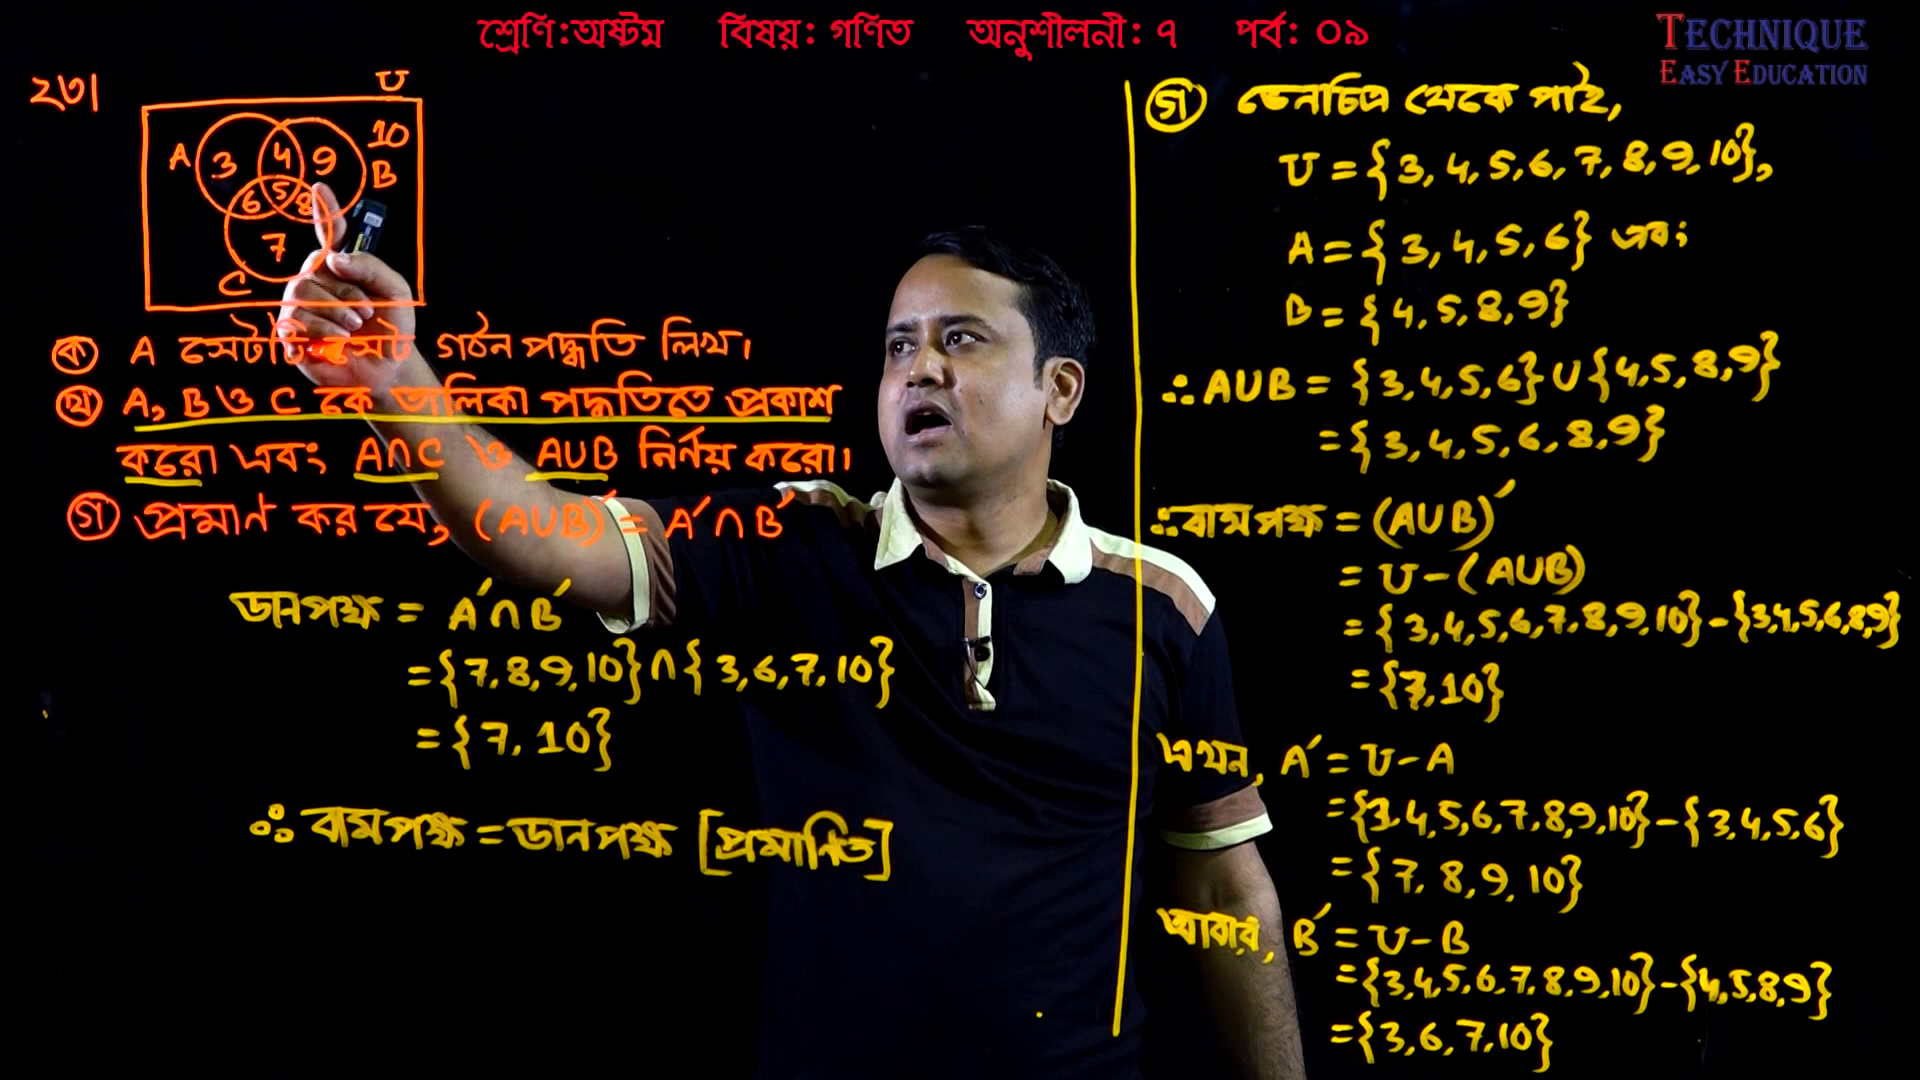 শ্রেণি:অষ্টম বিষয়: গণিত অনুশীলনী: ৭ পর্ব: ০৯
TECHNIQUE
EASY EDUCATION
২৩।
U
A 3 4 9 10
B
6 5 8
7
C
ক A সেটটি সেট গঠন পদ্ধতি লিখ।
খ A, B ও C কে তালিকা পদ্ধতিতে প্রকাশ
করো এবং A∩C ও A∪B নির্ণয় করো।
গ প্রমাণ কর যে, (A∪B)′ = A′∩B′
ডানপক্ষ = A′∩B′
= {7,8,9,10} ∩ {3,6,7,10}
= {7, 10}
∴ বামপক্ষ = ডানপক্ষ [প্রমাণিত]
গ ভেনচিত্র থেকে পাই,
U = {3, 4, 5, 6, 7, 8, 9, 10},
A = {3, 4, 5, 6} এবং
B = {4, 5, 8, 9}
∴ A∪B = {3,4,5,6} ∪ {4,5,8,9}
= {3, 4, 5, 6, 8, 9}
∴ বামপক্ষ = (A∪B)′
= U - (A∪B)
= {3,4,5,6,7,8,9,10} - {3,4,5,6,8,9}
= {7,10}
এখন, A′ = U - A
= {3,4,5,6,7,8,9,10} - {3,4,5,6}
= {7, 8, 9, 10}
আবার, B′ = U - B
= {3,4,5,6,7,8,9,10} - {4,5,8,9}
= {3,6,7,10}